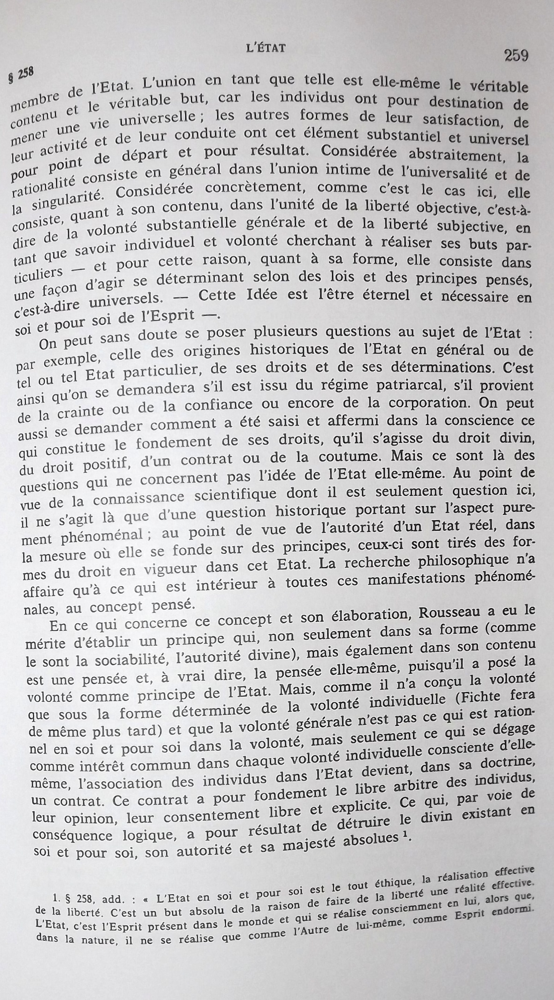 L'ÉTAT
259
§ 258
membre de l'Etat. L'union en tant que telle est elle-même le véritable
contenu et le véritable but, car les individus ont pour destination de
mener une vie universelle ; les autres formes de leur satisfaction, de
leur activité et de leur conduite ont cet élément substantiel et universel
pour point de départ et pour résultat. Considérée abstraitement, la
rationalité consiste en général dans l'union intime de l'universalité et de
la singularité. Considérée concrètement, comme c'est le cas ici, elle
consiste, quant à son contenu, dans l'unité de la liberté objective, c'est-à-
dire de la volonté substantielle générale et de la liberté subjective, en
tant que savoir individuel et volonté cherchant à réaliser ses buts par-
ticuliers — et pour cette raison, quant à sa forme, elle consiste dans
une façon d'agir se déterminant selon des lois et des principes pensés,
c'est-à-dire universels. — Cette Idée est l'être éternel et nécessaire en
soi et pour soi de l'Esprit —.
On peut sans doute se poser plusieurs questions au sujet de l'Etat :
par exemple, celle des origines historiques de l'Etat en général ou de
tel ou tel Etat particulier, de ses droits et de ses déterminations. C'est
ainsi qu'on se demandera s'il est issu du régime patriarcal, s'il provient
de la crainte ou de la confiance ou encore de la corporation. On peut
aussi se demander comment a été saisi et affermi dans la conscience ce
qui constitue le fondement de ses droits, qu'il s'agisse du droit divin,
du droit positif, d'un contrat ou de la coutume. Mais ce sont là des
questions qui ne concernent pas l'idée de l'Etat elle-même. Au point de
vue de la connaissance scientifique dont il est seulement question ici,
il ne s'agit là que d'une question historique portant sur l'aspect pure-
ment phénoménal ; au point de vue de l'autorité d'un Etat réel, dans
la mesure où elle se fonde sur des principes, ceux-ci sont tirés des for-
mes du droit en vigueur dans cet Etat. La recherche philosophique n'a
affaire qu'à ce qui est intérieur à toutes ces manifestations phénomé-
nales, au concept pensé.
En ce qui concerne ce concept et son élaboration, Rousseau a eu le
mérite d'établir un principe qui, non seulement dans sa forme (comme
le sont la sociabilité, l'autorité divine), mais également dans son contenu
est une pensée et, à vrai dire, la pensée elle-même, puisqu'il a posé la
volonté comme principe de l'Etat. Mais, comme il n'a conçu la volonté
que sous la forme déterminée de la volonté individuelle (Fichte fera
de même plus tard) et que la volonté générale n'est pas ce qui est ration-
nel en soi et pour soi dans la volonté, mais seulement ce qui se dégage
comme intérêt commun dans chaque volonté individuelle consciente d'elle-
même, l'association des individus dans l'Etat devient, dans sa doctrine,
un contrat. Ce contrat a pour fondement le libre arbitre des individus,
leur opinion, leur consentement libre et explicite. Ce qui, par voie de
conséquence logique, a pour résultat de détruire le divin existant en
soi et pour soi, son autorité et sa majesté absolues ¹.
1. § 258, add. : « L'Etat en soi et pour soi est le tout éthique, la réalisation effective
de la liberté. C'est un but absolu de la raison de faire de la liberté une réalité effective.
L'Etat, c'est l'Esprit présent dans le monde et qui se réalise consciemment en lui, alors que,
dans la nature, il ne se réalise que comme l'Autre de lui-même, comme Esprit endormi.